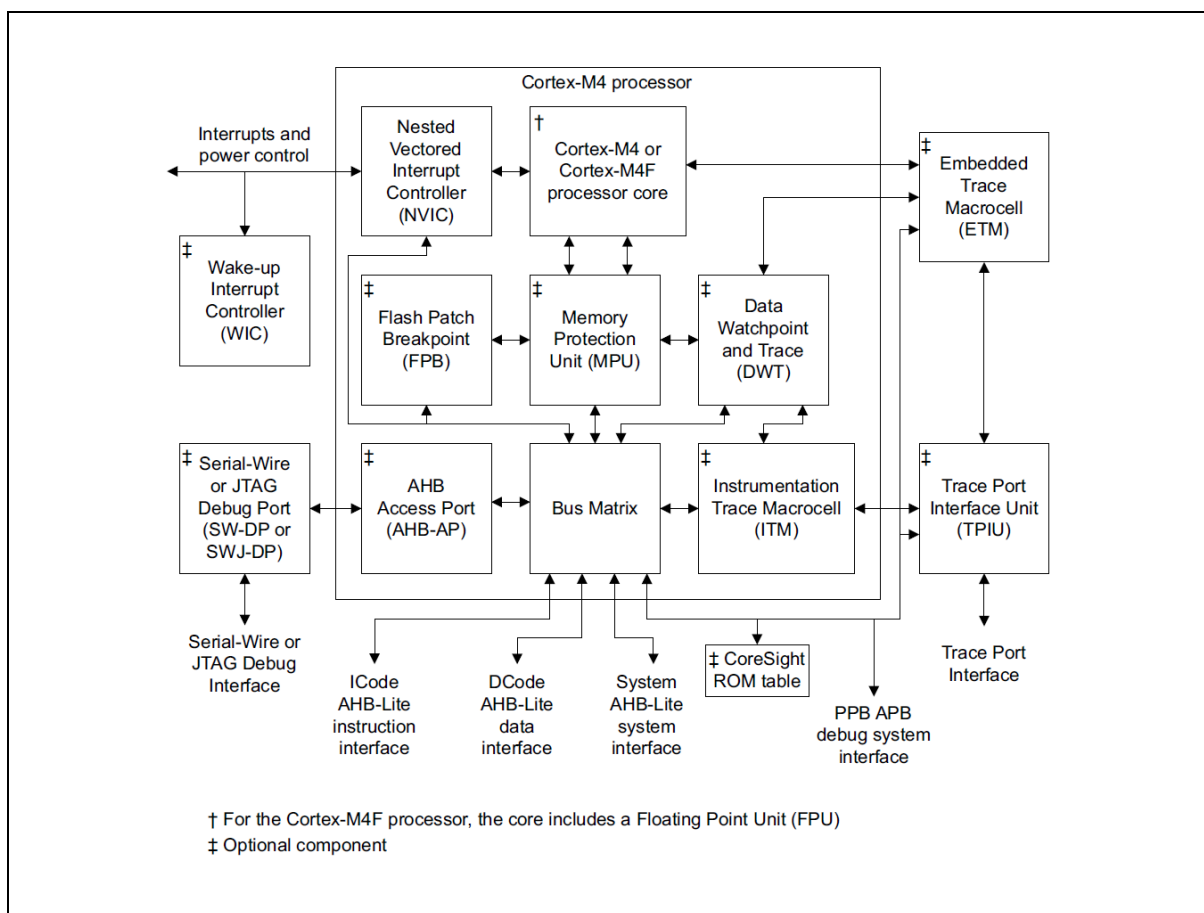 Cortex-M4 processor
Interrupts and
power control
Nested
Vectored
Interrupt
Controller
(NVIC)
†
Cortex-M4 or
Cortex-M4F
processor core
‡
Embedded
Trace
Macrocell
(ETM)
‡
Wake-up
Interrupt
Controller
(WIC)
‡
Flash Patch
Breakpoint
(FPB)
‡
Memory
Protection
Unit (MPU)
‡
Data
Watchpoint
and Trace
(DWT)
‡
Serial-Wire
or JTAG
Debug Port
(SW-DP or
SWJ-DP)
‡
AHB
Access Port
(AHB-AP)
Bus Matrix
‡
Instrumentation
Trace Macrocell
(ITM)
‡
Trace Port
Interface Unit
(TPIU)
Serial-Wire or
JTAG Debug
Interface
ICode
AHB-Lite
instruction
interface
DCode
AHB-Lite
data
interface
System
AHB-Lite
system
interface
‡ CoreSight
ROM table
PPB APB
debug system
interface
Trace Port
Interface
† For the Cortex-M4F processor, the core includes a Floating Point Unit (FPU)
‡ Optional component